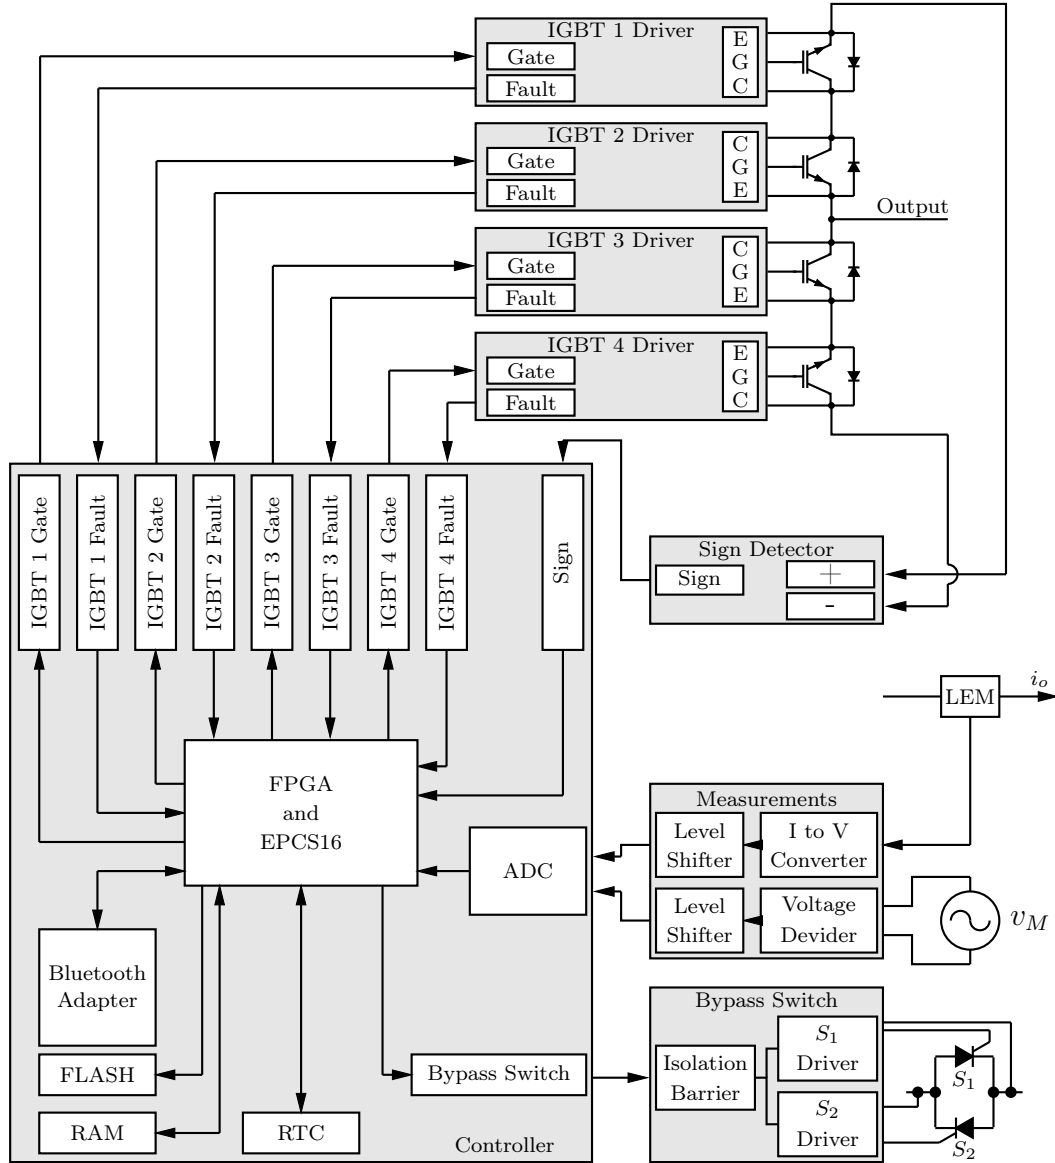 IGBT 1 Driver
Gate
Fault
E
G
C
IGBT 2 Driver
Gate
Fault
C
G
E
Output
IGBT 3 Driver
Gate
Fault
C
G
E
IGBT 4 Driver
Gate
Fault
E
G
C
IGBT 1 Gate
IGBT 1 Fault
IGBT 2 Gate
IGBT 2 Fault
IGBT 3 Gate
IGBT 3 Fault
IGBT 4 Gate
IGBT 4 Fault
Sign
Sign Detector
Sign
+
-
LEM
i_o
FPGA
and
EPCS16
ADC
Measurements
Level
Shifter
I to V
Converter
Level
Shifter
Voltage
Devider
v_M
Bluetooth
Adapter
FLASH
RAM
RTC
Bypass Switch
Controller
Bypass Switch
Isolation
Barrier
S_1
Driver
S_2
Driver
S_1
S_2